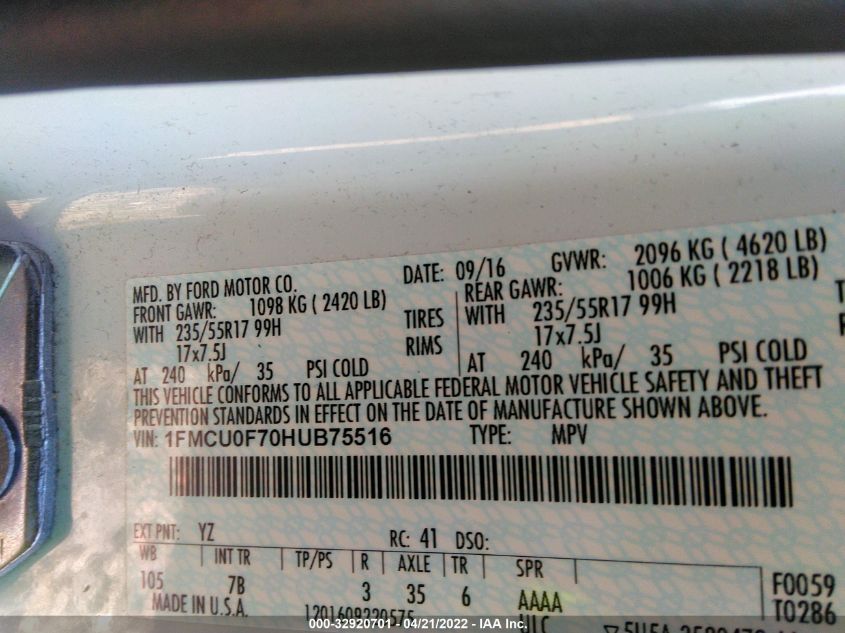 MFD. BY FORD MOTOR CO. DATE: 09/16 GVWR: 2096 KG ( 4620 LB)
FRONT GAWR: 1098 KG ( 2420 LB) REAR GAWR: 1006 KG ( 2218 LB)
WITH 235/55R17 99H TIRES WITH 235/55R17 99H
17x7.5J RIMS 17x7.5J
AT 240 kPa/ 35 PSI COLD AT 240 kPa/ 35 PSI COLD
THIS VEHICLE CONFORMS TO ALL APPLICABLE FEDERAL MOTOR VEHICLE SAFETY AND THEFT
PREVENTION STANDARDS IN EFFECT ON THE DATE OF MANUFACTURE SHOWN ABOVE.
VIN: 1FMCU0F70HUB75516 TYPE: MPV
EXT PNT: YZ RC: 41 DSO:
WB INT TR TP/PS R AXLE TR SPR
105 7B 3 35 6 AAAA F0059
MADE IN U.S.A. T0286
000-32920701 - 04/21/2022 - IAA Inc.